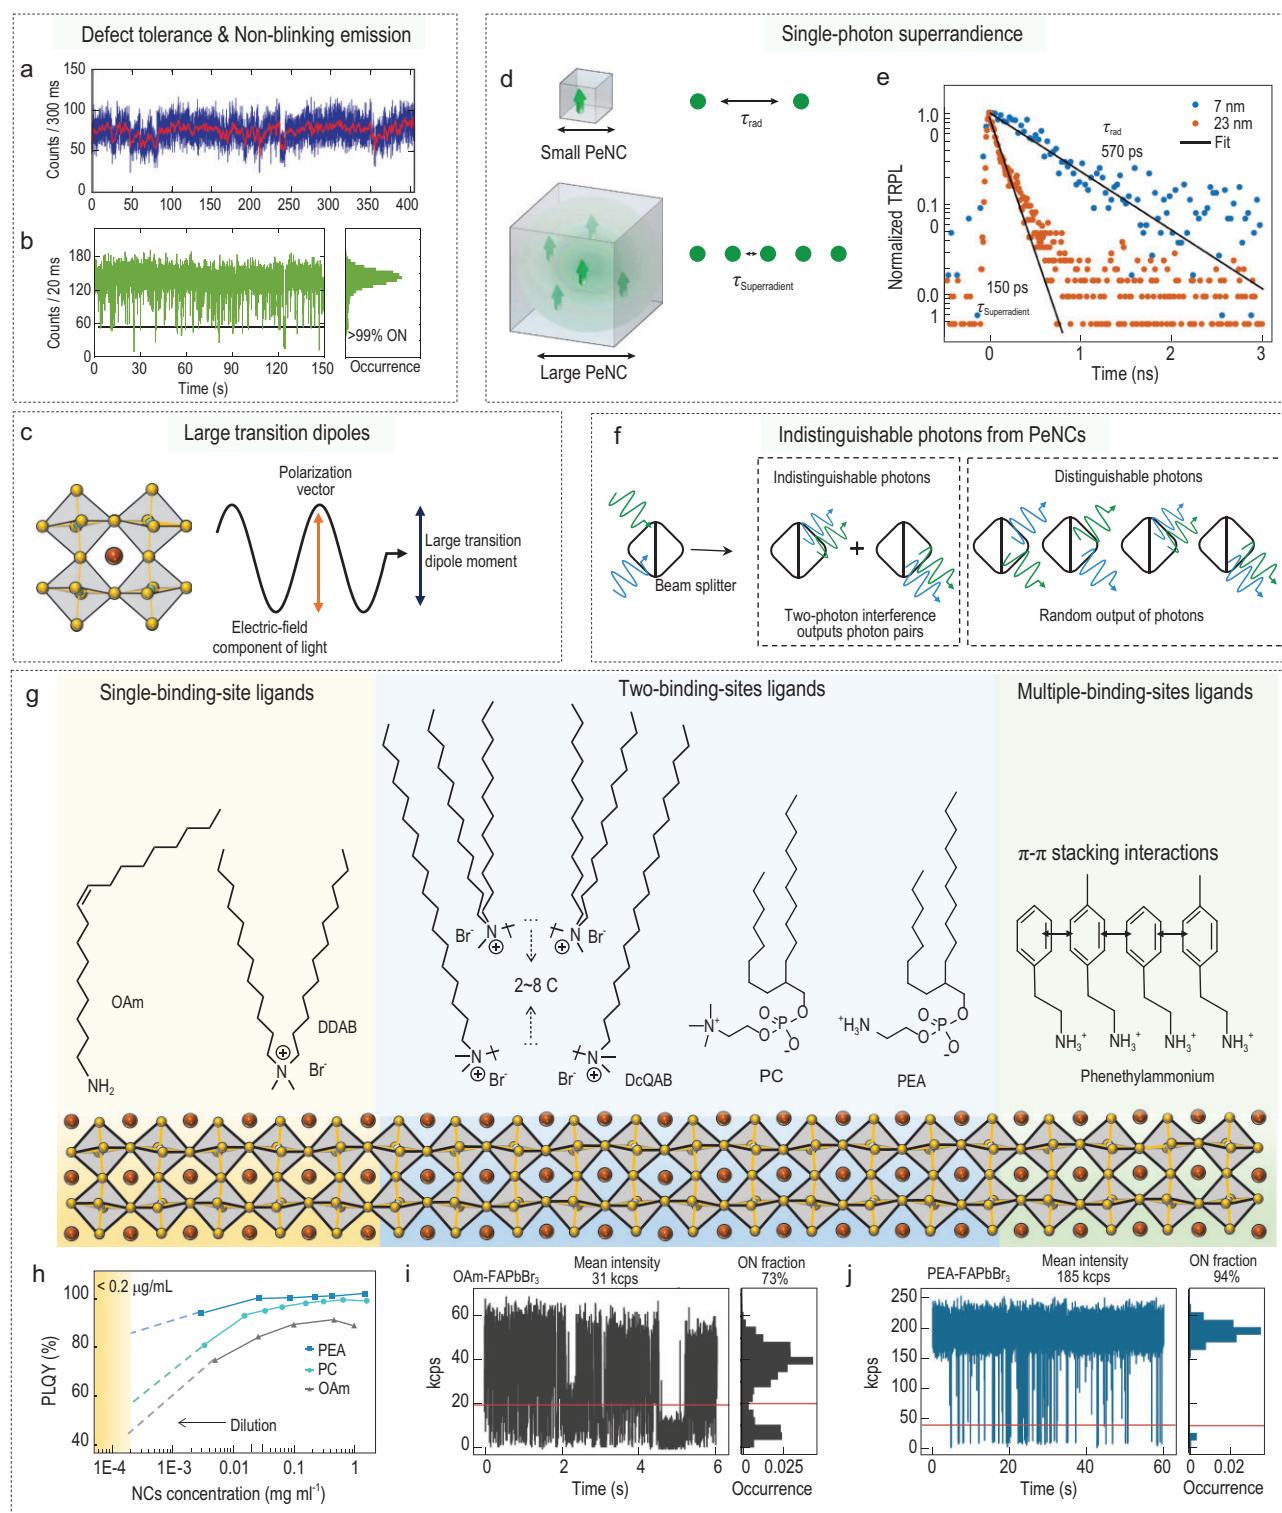 Defect tolerance & Non-blinking emission
a
Counts / 300 ms
150
100
50
0
0 50 100 150 200 250 300 350 400
b
Counts / 20 ms
180
120
60
0
>99% ON
0 30 60 90 120 150
Time (s)
Occurrence
Single-photon superrandience
d
Small PeNC
τrad
Large PeNC
τSuperradient
e
Normalized TRPL
1.0
0
0.1
0
0.0
1
7 nm
23 nm
Fit
τrad
570 ps
150 ps
τSuperradient
0 1 2 3
Time (ns)
c
Large transition dipoles
Polarization
vector
Large transition
dipole moment
Electric-field
component of light
f
Indistinguishable photons from PeNCs
Indistinguishable photons
Distinguishable photons
Beam splitter
+
Two-photon interference
outputs photon pairs
Random output of photons
g
Single-binding-site ligands
Two-binding-sites ligands
Multiple-binding-sites ligands
OAm
NH2
DDAB
N
+
Br-
Br-
N
+
N
+
Br-
2~8 C
N
+
Br-
N
+
Br-
DcQAB
N+
O
P
O
O
O-
PC
+H3N
O
P
O
O
O-
PEA
π-π stacking interactions
NH3+
NH3+
NH3+
NH3+
Phenethylammonium
h
< 0.2 µg/mL
PLQY (%)
100
80
60
40
PEA
PC
OAm
Dilution
1E-4 1E-3 0.01 0.1 1
NCs concentration (mg ml-1)
i
OAm-FAPbBr3
Mean intensity
31 kcps
ON fraction
73%
kcps
60
40
20
0
0 2 4 6
Time (s)
0 0.025
Occurrence
j
PEA-FAPbBr3
Mean intensity
185 kcps
ON fraction
94%
kcps
250
200
150
100
50
0
0 20 40 60
Time (s)
0 0.02
Occurrence